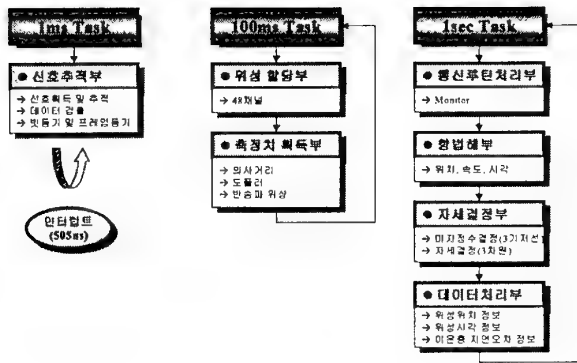 1ms Task
● 신호추적부
→ 신호획득 및 추적
→ 데이터 검출
→ 빗동기 및 프레임동기
인터럽트
(505ns)
100ms Task
● 위성 할당부
→ 48채널
● 측정치 획득부
→ 의사거리
→ 도플러
→ 반송파 위상
1sec Task
● 통신루틴처리부
→ Monitor
● 항법해부
→ 위치, 속도, 시각
● 자세결정부
→ 미지정수결정(3기저선)
→ 자세결정(3차원)
● 데이터처리부
→ 위성위치 정보
→ 위성시각 정보
→ 이온층 지연오차 정보